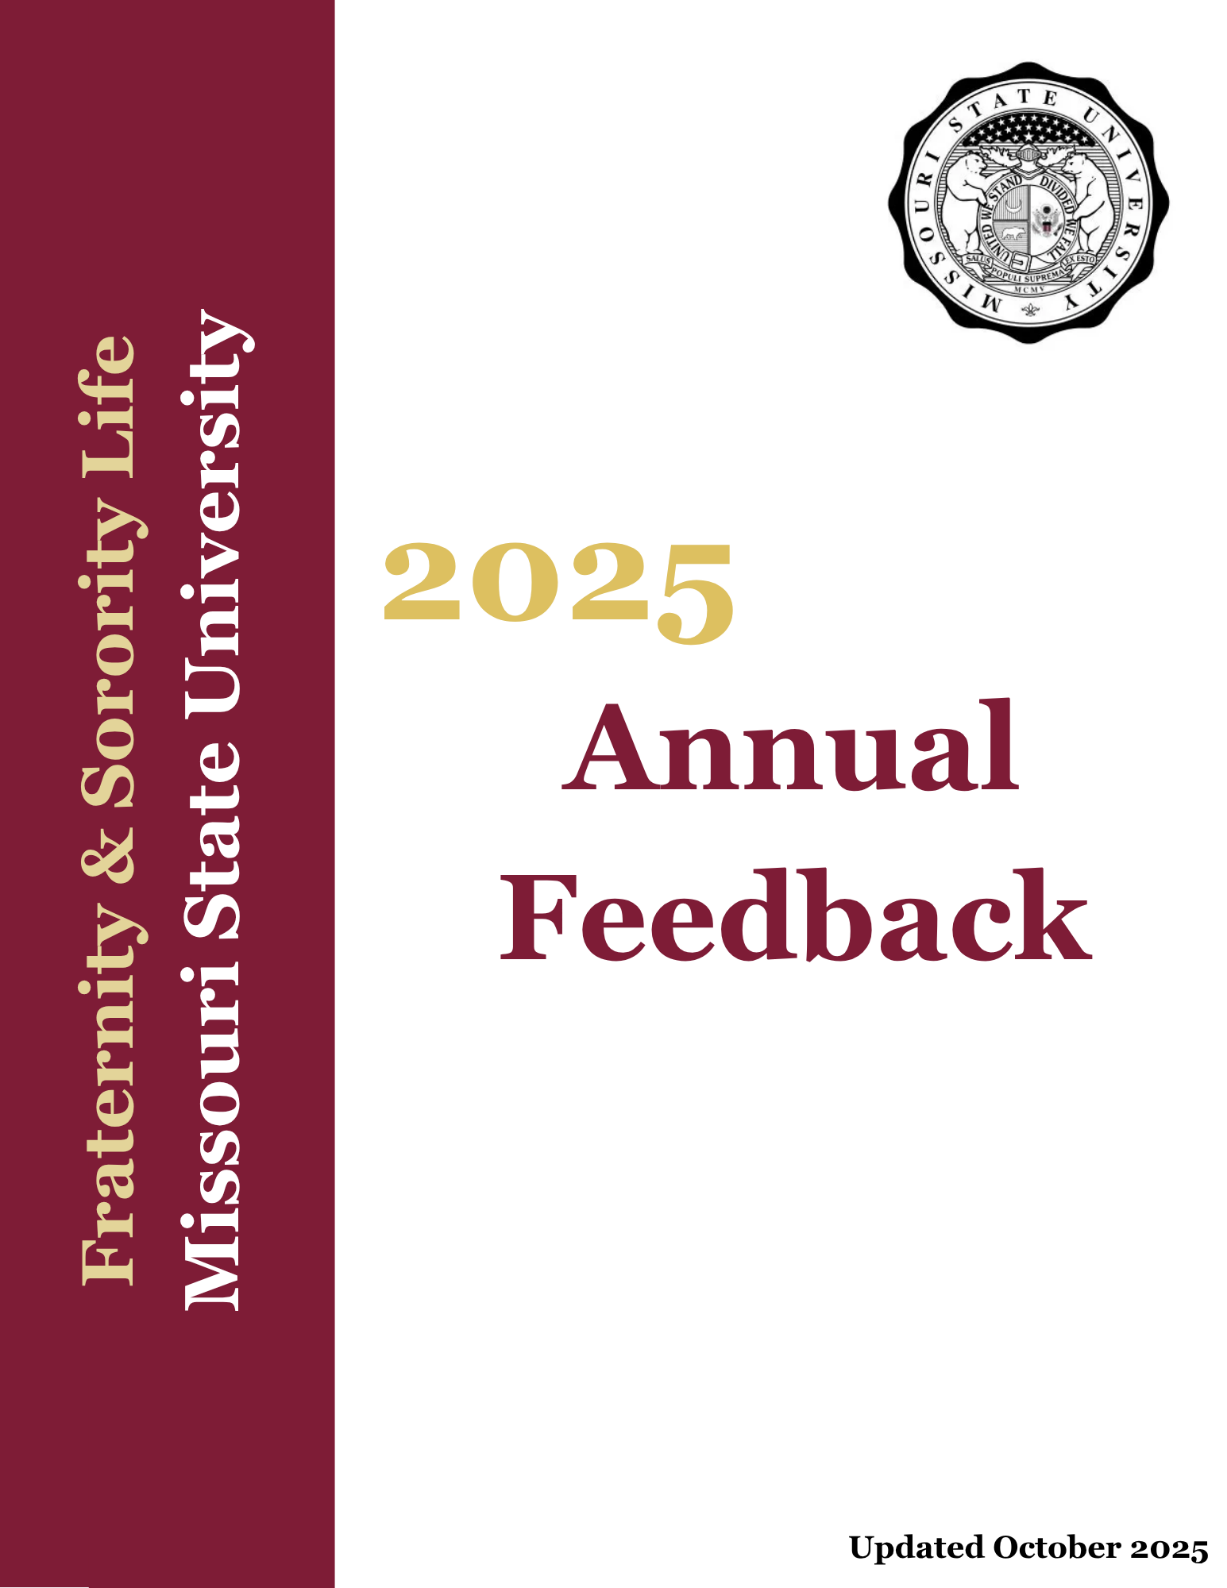 Fraternity & Sorority Life
Missouri State University
MISSOURI STATE UNIVERSITY
UNITED WE STAND DIVIDED WE FALL
SALUS POPULI SUPREMA EX ESTO
MCMV
2025
Annual
Feedback
Updated October 2025